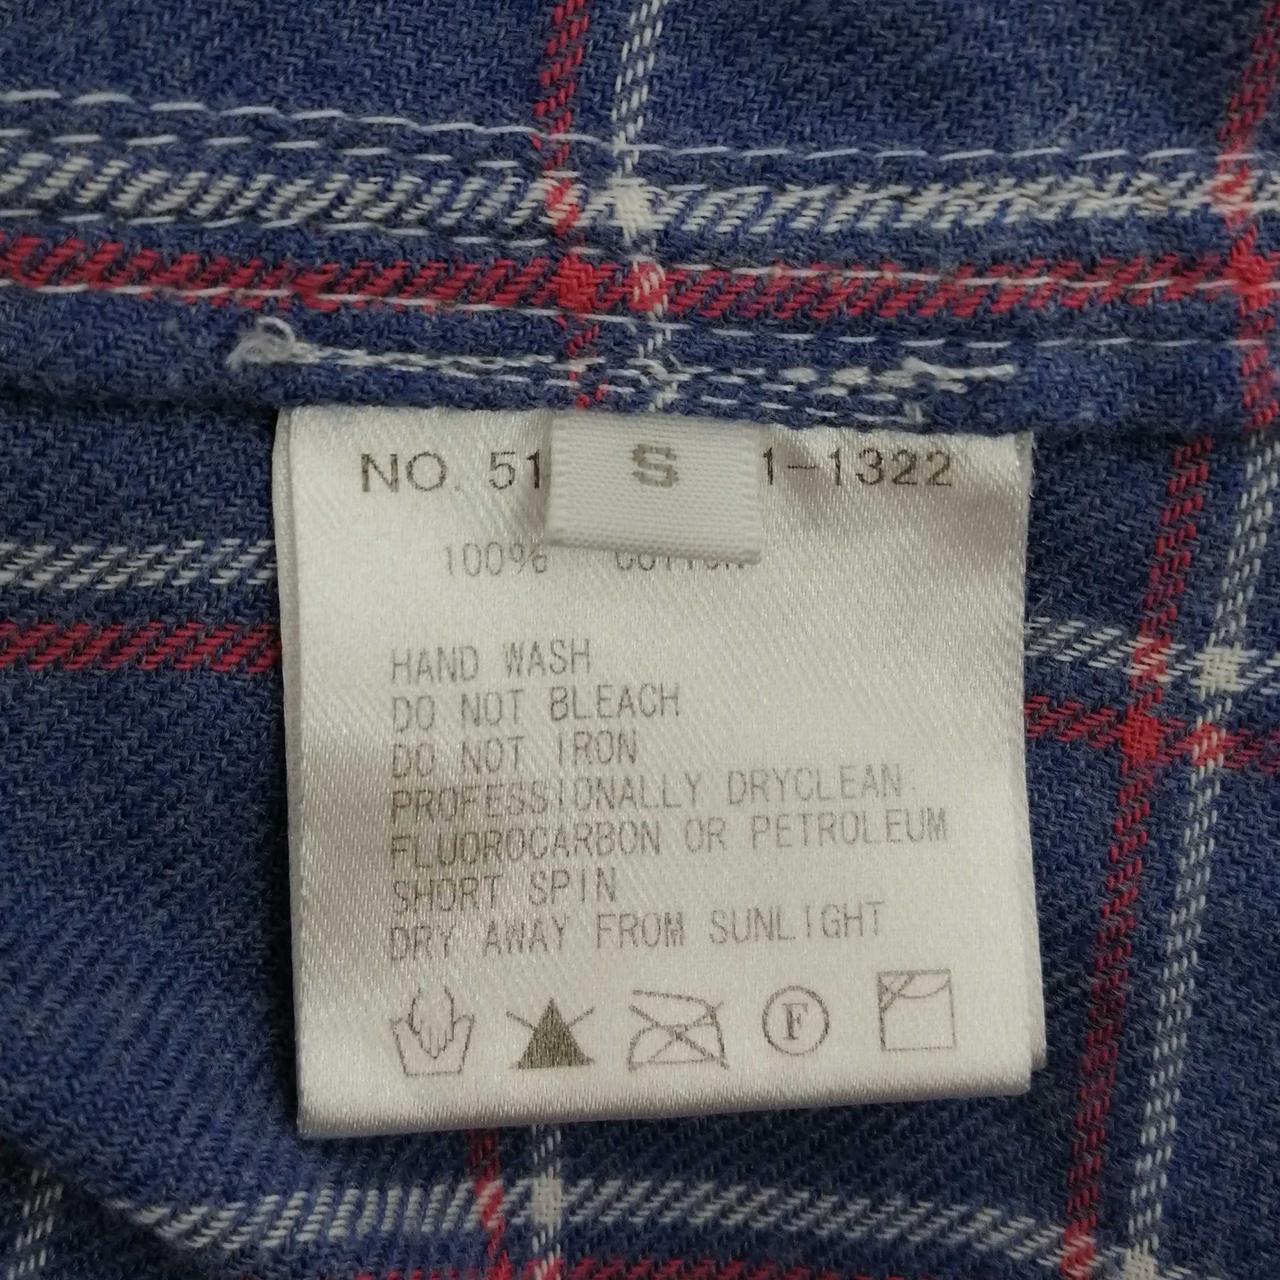 NO. 51 S 1-1322
100% COTTON
HAND WASH
DO NOT BLEACH
DO NOT IRON
PROFESSIONALLY DRYCLEAN:
FLUOROCARBON OR PETROLEUM
SHORT SPIN
DRY AWAY FROM SUNLIGHT
F